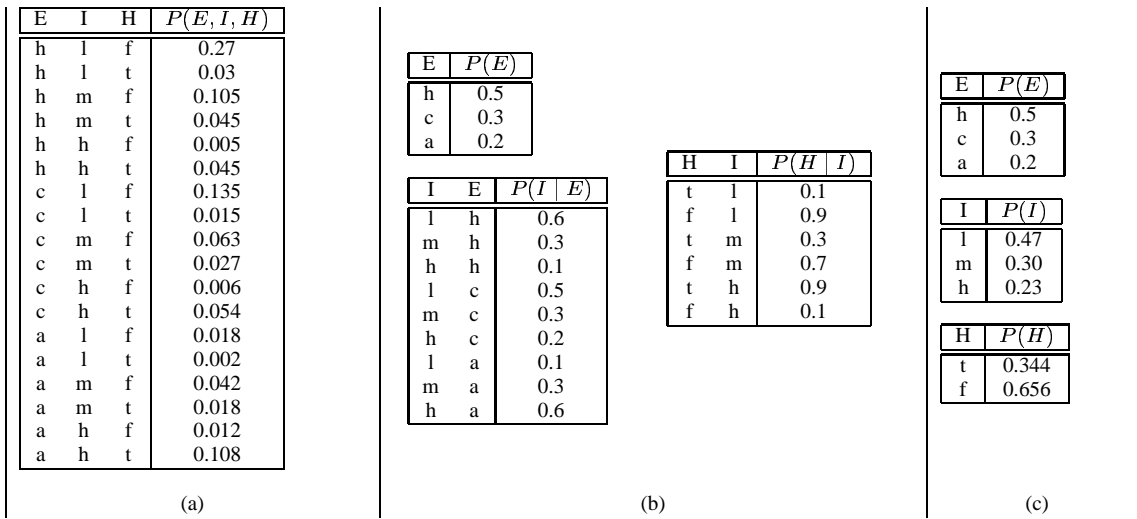 E I H P(E, I, H)
h l f 0.27
h l t 0.03
h m f 0.105
h m t 0.045
h h f 0.005
h h t 0.045
c l f 0.135
c l t 0.015
c m f 0.063
c m t 0.027
c h f 0.006
c h t 0.054
a l f 0.018
a l t 0.002
a m f 0.042
a m t 0.018
a h f 0.012
a h t 0.108
(a)
E P(E)
h 0.5
c 0.3
a 0.2
I E P(I | E)
l h 0.6
m h 0.3
h h 0.1
l c 0.5
m c 0.3
h c 0.2
l a 0.1
m a 0.3
h a 0.6
H I P(H | I)
t l 0.1
f l 0.9
t m 0.3
f m 0.7
t h 0.9
f h 0.1
(b)
E P(E)
h 0.5
c 0.3
a 0.2
I P(I)
l 0.47
m 0.30
h 0.23
H P(H)
t 0.344
f 0.656
(c)